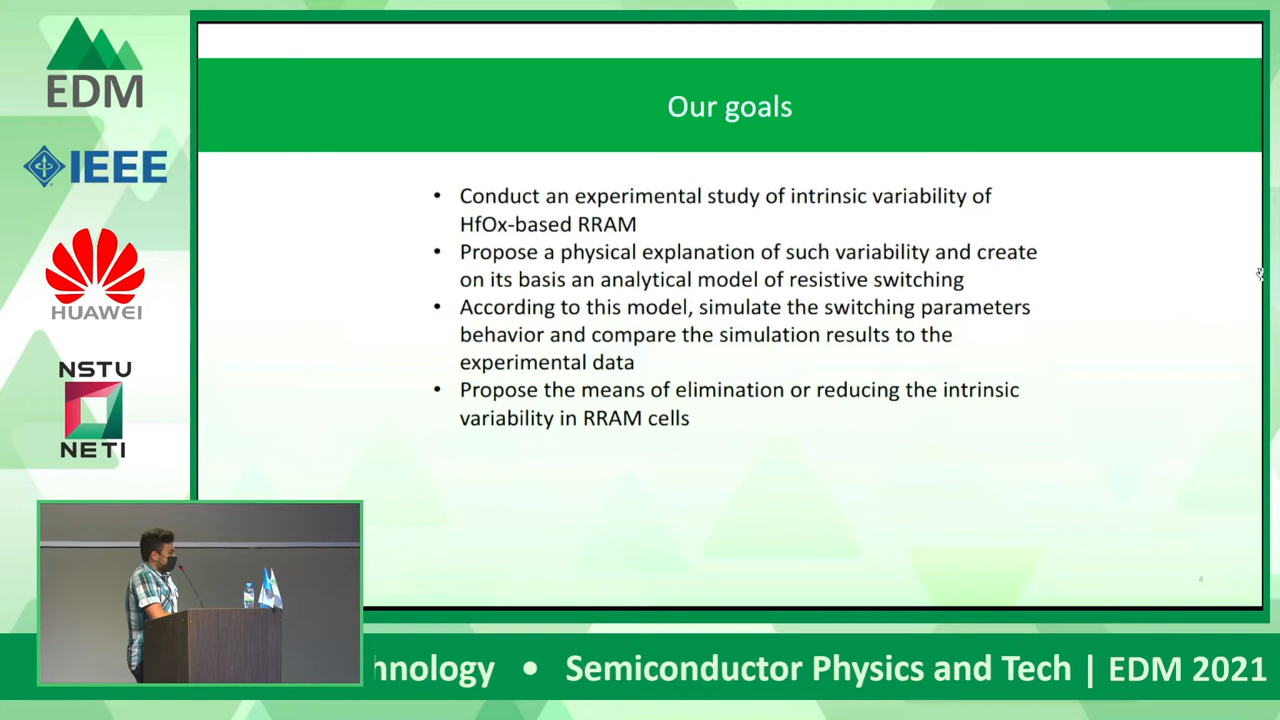 EDM
IEEE
HUAWEI
NSTU
NETI
Our goals
• Conduct an experimental study of intrinsic variability of
HfOx-based RRAM
• Propose a physical explanation of such variability and create
on its basis an analytical model of resistive switching
• According to this model, simulate the switching parameters
behavior and compare the simulation results to the
experimental data
• Propose the means of elimination or reducing the intrinsic
variability in RRAM cells
4
hnology • Semiconductor Physics and Tech | EDM 2021